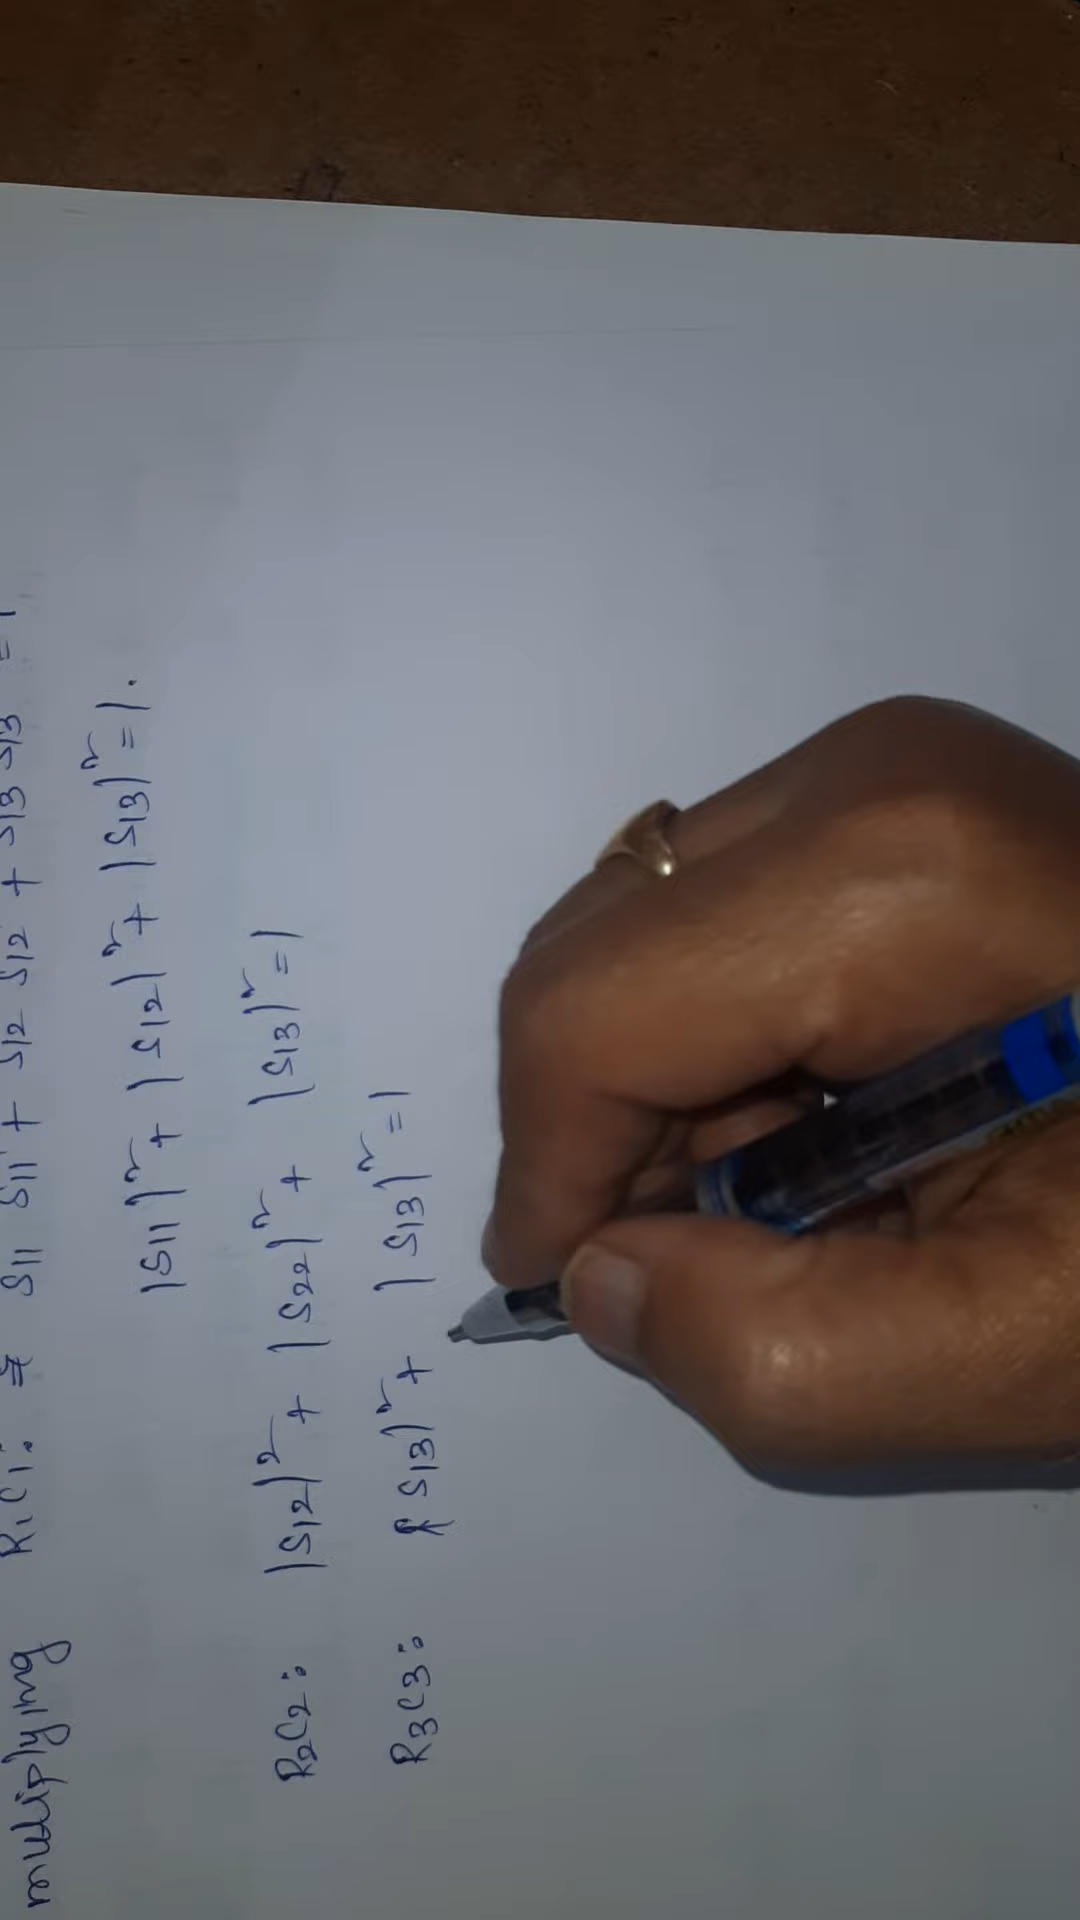 multiplying R1C1: = S11 S11* + S12 S12* + S13 S13* = 1
|S11|² + |S12|² + |S13|² = 1.
R2C2: |S12|² + |S22|² + |S13|² = 1
R3C3: |S13|² + |S13|² = 1